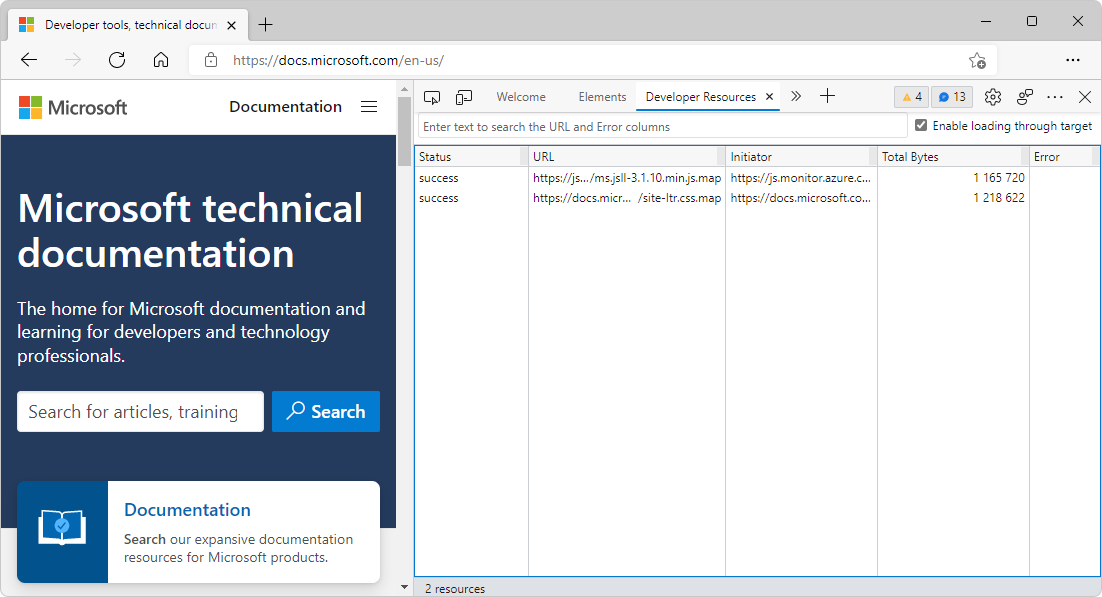 Developer tools, technical docun
https://docs.microsoft.com/en-us/
Microsoft
Documentation
Microsoft technical
documentation
The home for Microsoft documentation and
learning for developers and technology
professionals.
Search for articles, training
Search
Documentation
Search our expansive documentation
resources for Microsoft products.
Welcome Elements Developer Resources 4 13
Enter text to search the URL and Error columns Enable loading through target
Status URL Initiator Total Bytes Error
success https://js.../ms.jsll-3.1.10.min.js.map https://js.monitor.azure.c... 1 165 720
success https://docs.micr... /site-ltr.css.map https://docs.microsoft.co... 1 218 622
2 resources